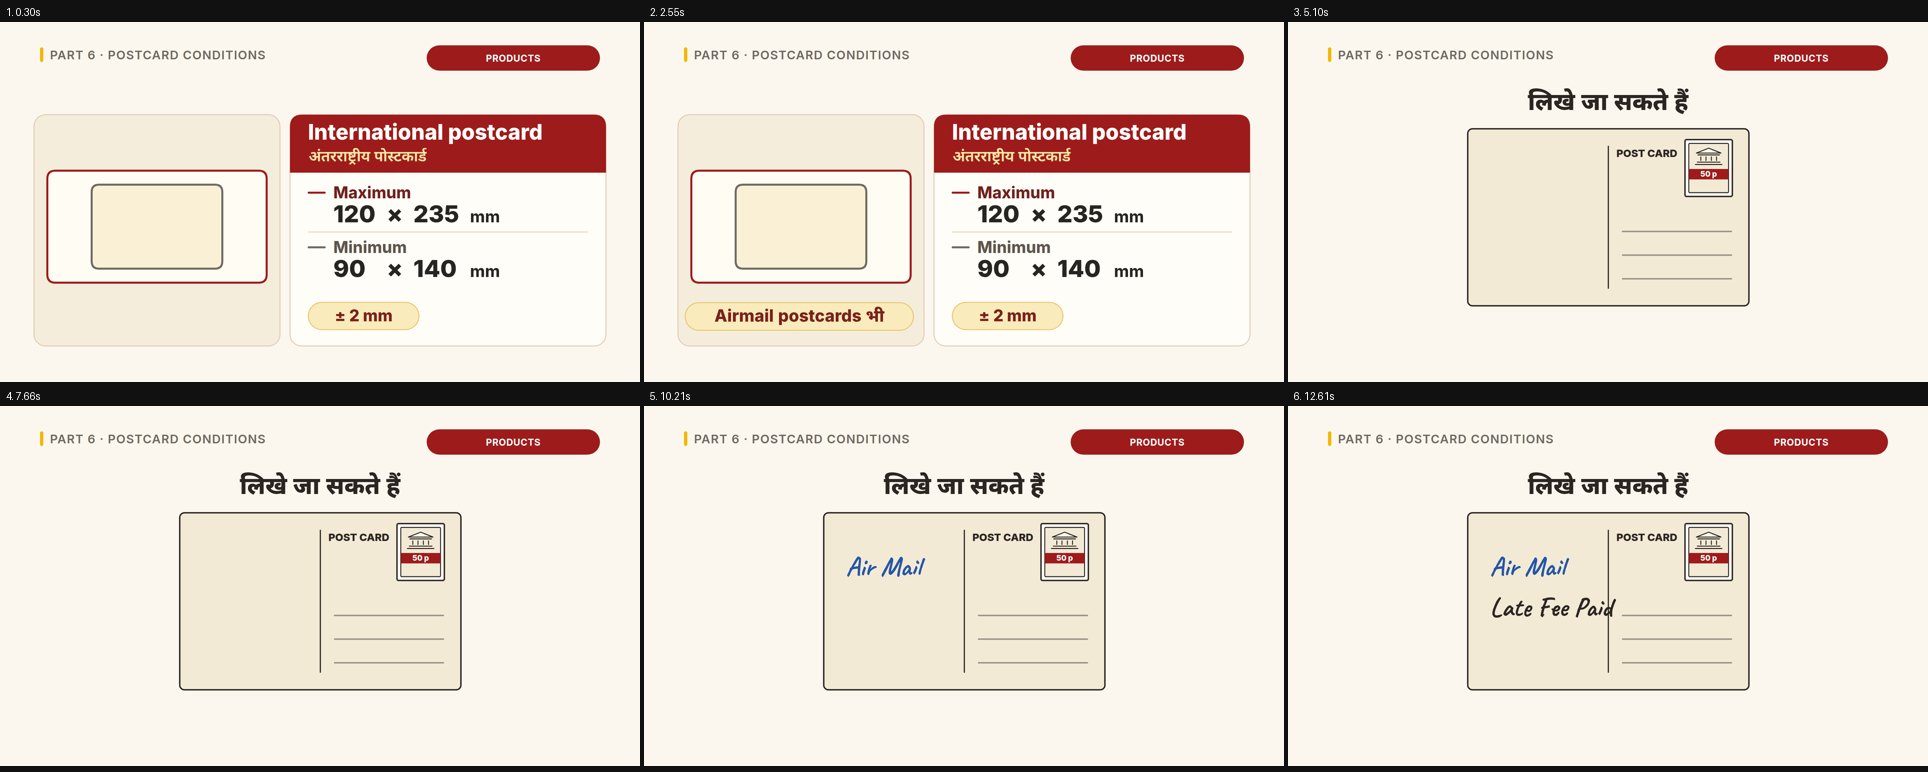 1. 0.30s
PART 6 · POSTCARD CONDITIONS
PRODUCTS
International postcard
अंतरराष्ट्रीय पोस्टकार्ड
Maximum
120 × 235 mm
Minimum
90 × 140 mm
± 2 mm
2. 2.55s
PART 6 · POSTCARD CONDITIONS
PRODUCTS
International postcard
अंतरराष्ट्रीय पोस्टकार्ड
Maximum
120 × 235 mm
Minimum
90 × 140 mm
Airmail postcards भी
± 2 mm
3. 5.10s
PART 6 · POSTCARD CONDITIONS
PRODUCTS
लिखे जा सकते हैं
POST CARD
50 p
4. 7.66s
PART 6 · POSTCARD CONDITIONS
PRODUCTS
लिखे जा सकते हैं
POST CARD
50 p
5. 10.21s
PART 6 · POSTCARD CONDITIONS
PRODUCTS
लिखे जा सकते हैं
POST CARD
50 p
Air Mail
6. 12.61s
PART 6 · POSTCARD CONDITIONS
PRODUCTS
लिखे जा सकते हैं
POST CARD
50 p
Air Mail
Late Fee Paid